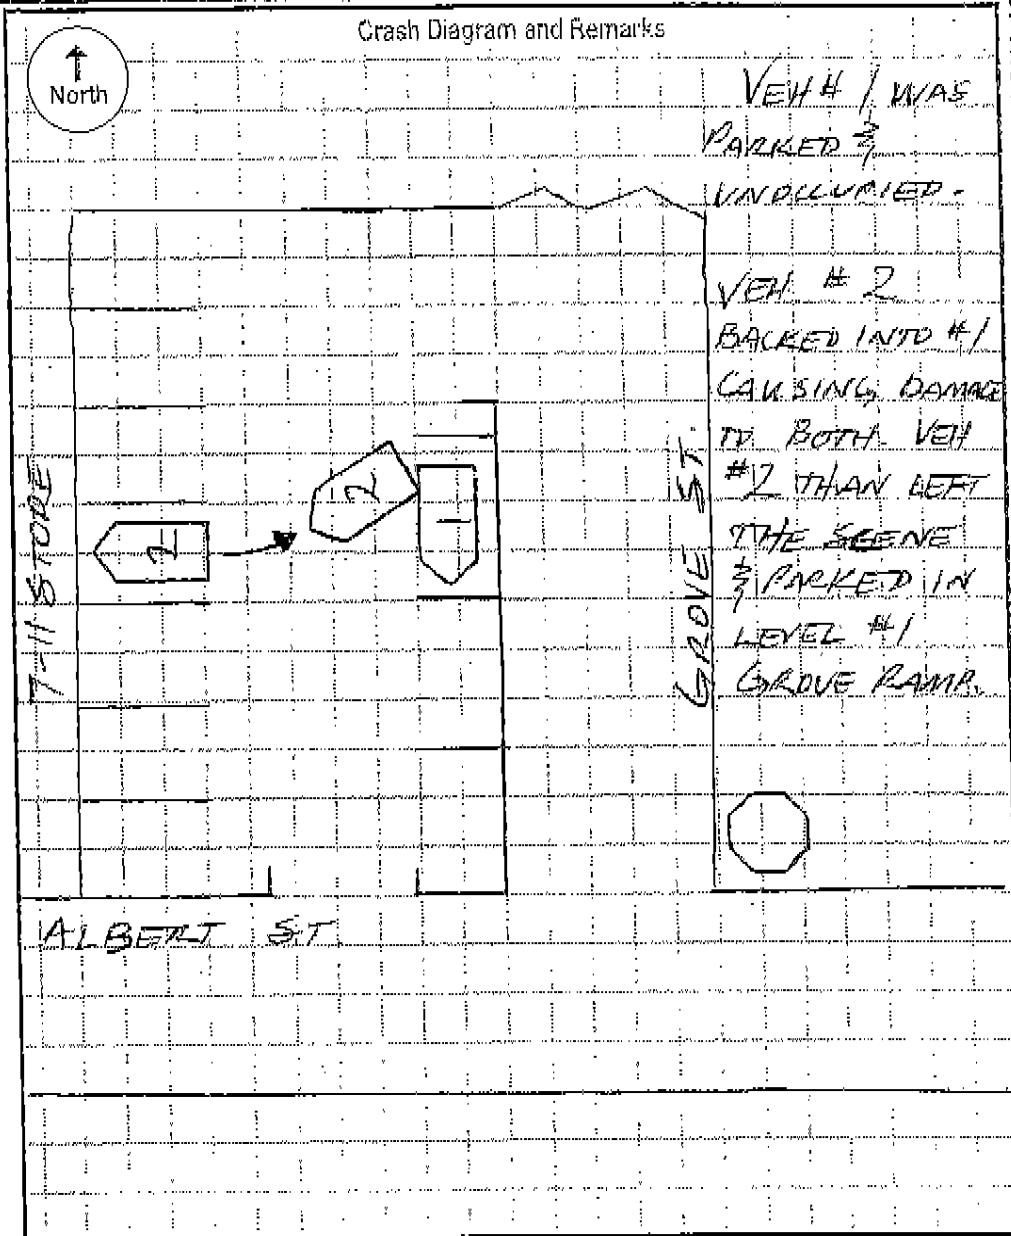 Crash Diagram and Remarks
North
VEH # 1 WAS
PARKED &
UNOCCUPIED.
VEH # 2
BACKED INTO #1
CAUSING DAMAGE
TO BOTH. VEH
#2 THAN LEFT
THE SCENE
& PARKED IN
LEVEL #1
GROVE RAMP.
7-11 STORE
2
2
1
GROVE ST.
ALBERT ST